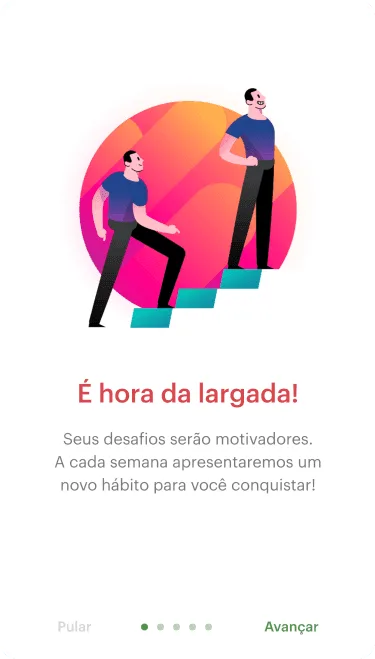 É hora da largada!
Seus desafios serão motivadores.
A cada semana apresentaremos um
novo hábito para você conquistar!
Pular
Avançar